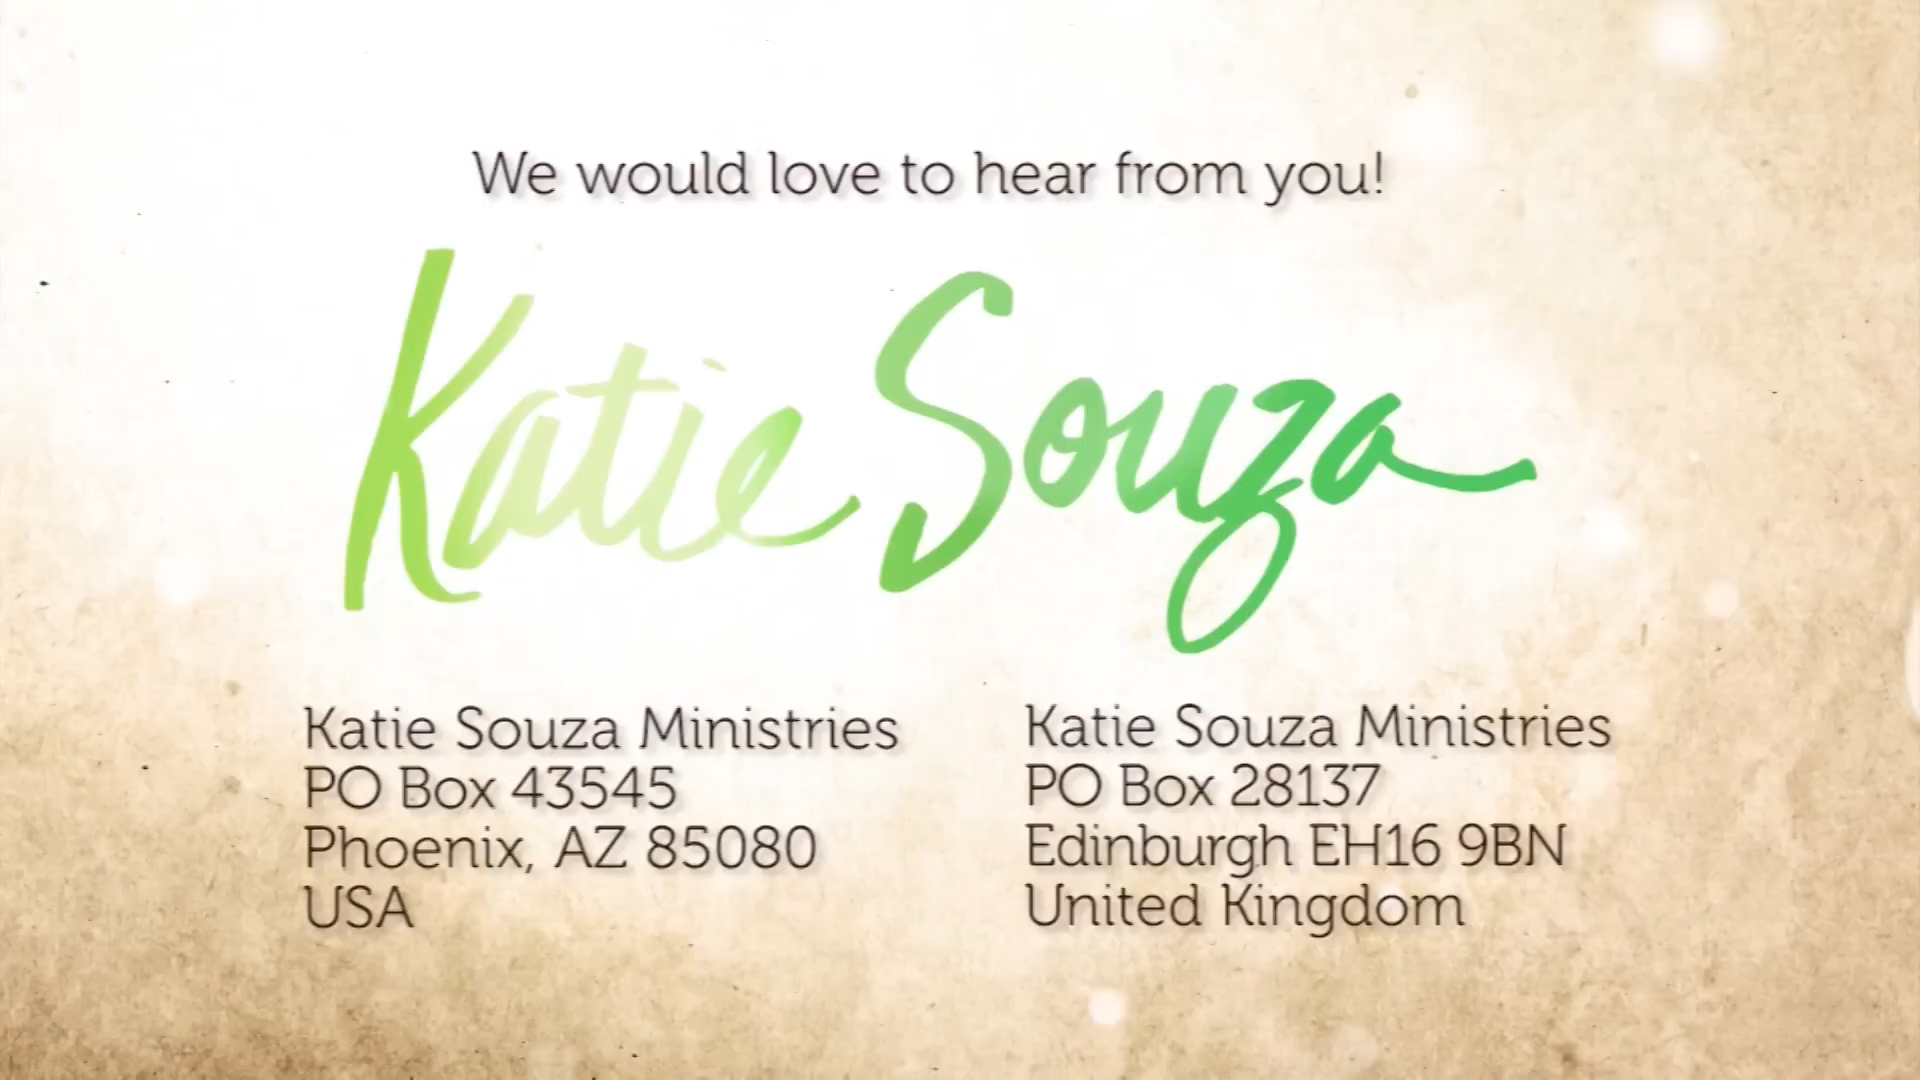 We would love to hear from you!
Katie Souza
Katie Souza Ministries
PO Box 43545
Phoenix, AZ 85080
USA
Katie Souza Ministries
PO Box 28137
Edinburgh EH16 9BN
United Kingdom